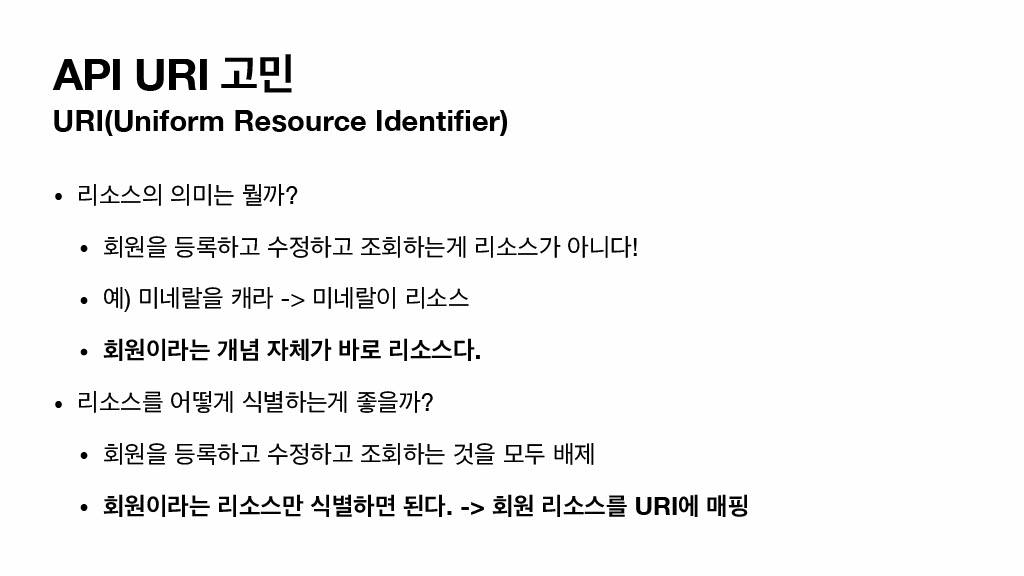 API URI 고민
URI(Uniform Resource Identifier)
• 리소스의 의미는 뭘까?
• 회원을 등록하고 수정하고 조회하는게 리소스가 아니다!
• 예) 미네랄을 캐라 -> 미네랄이 리소스
• 회원이라는 개념 자체가 바로 리소스다.
• 리소스를 어떻게 식별하는게 좋을까?
• 회원을 등록하고 수정하고 조회하는 것을 모두 배제
• 회원이라는 리소스만 식별하면 된다. -> 회원 리소스를 URI에 매핑